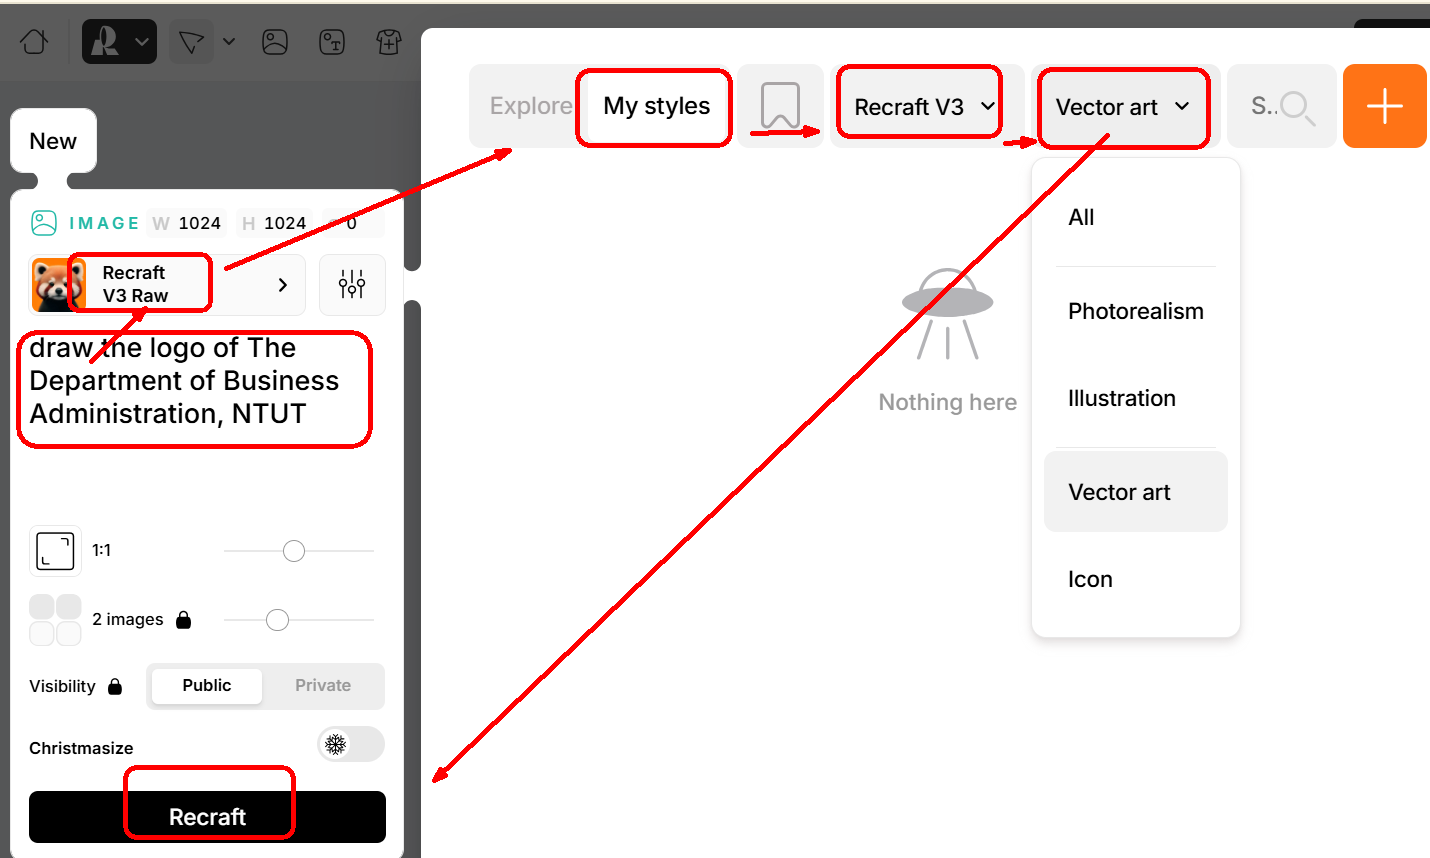 Explore
My styles
Recraft V3
Vector art
S..
New
IMAGE W 1024 H 1024 0
Recraft
V3 Raw
draw the logo of The
Department of Business
Administration, NTUT
1:1
2 images
Visibility
Public
Private
Christmasize
Recraft
All
Photorealism
Illustration
Vector art
Icon
Nothing here